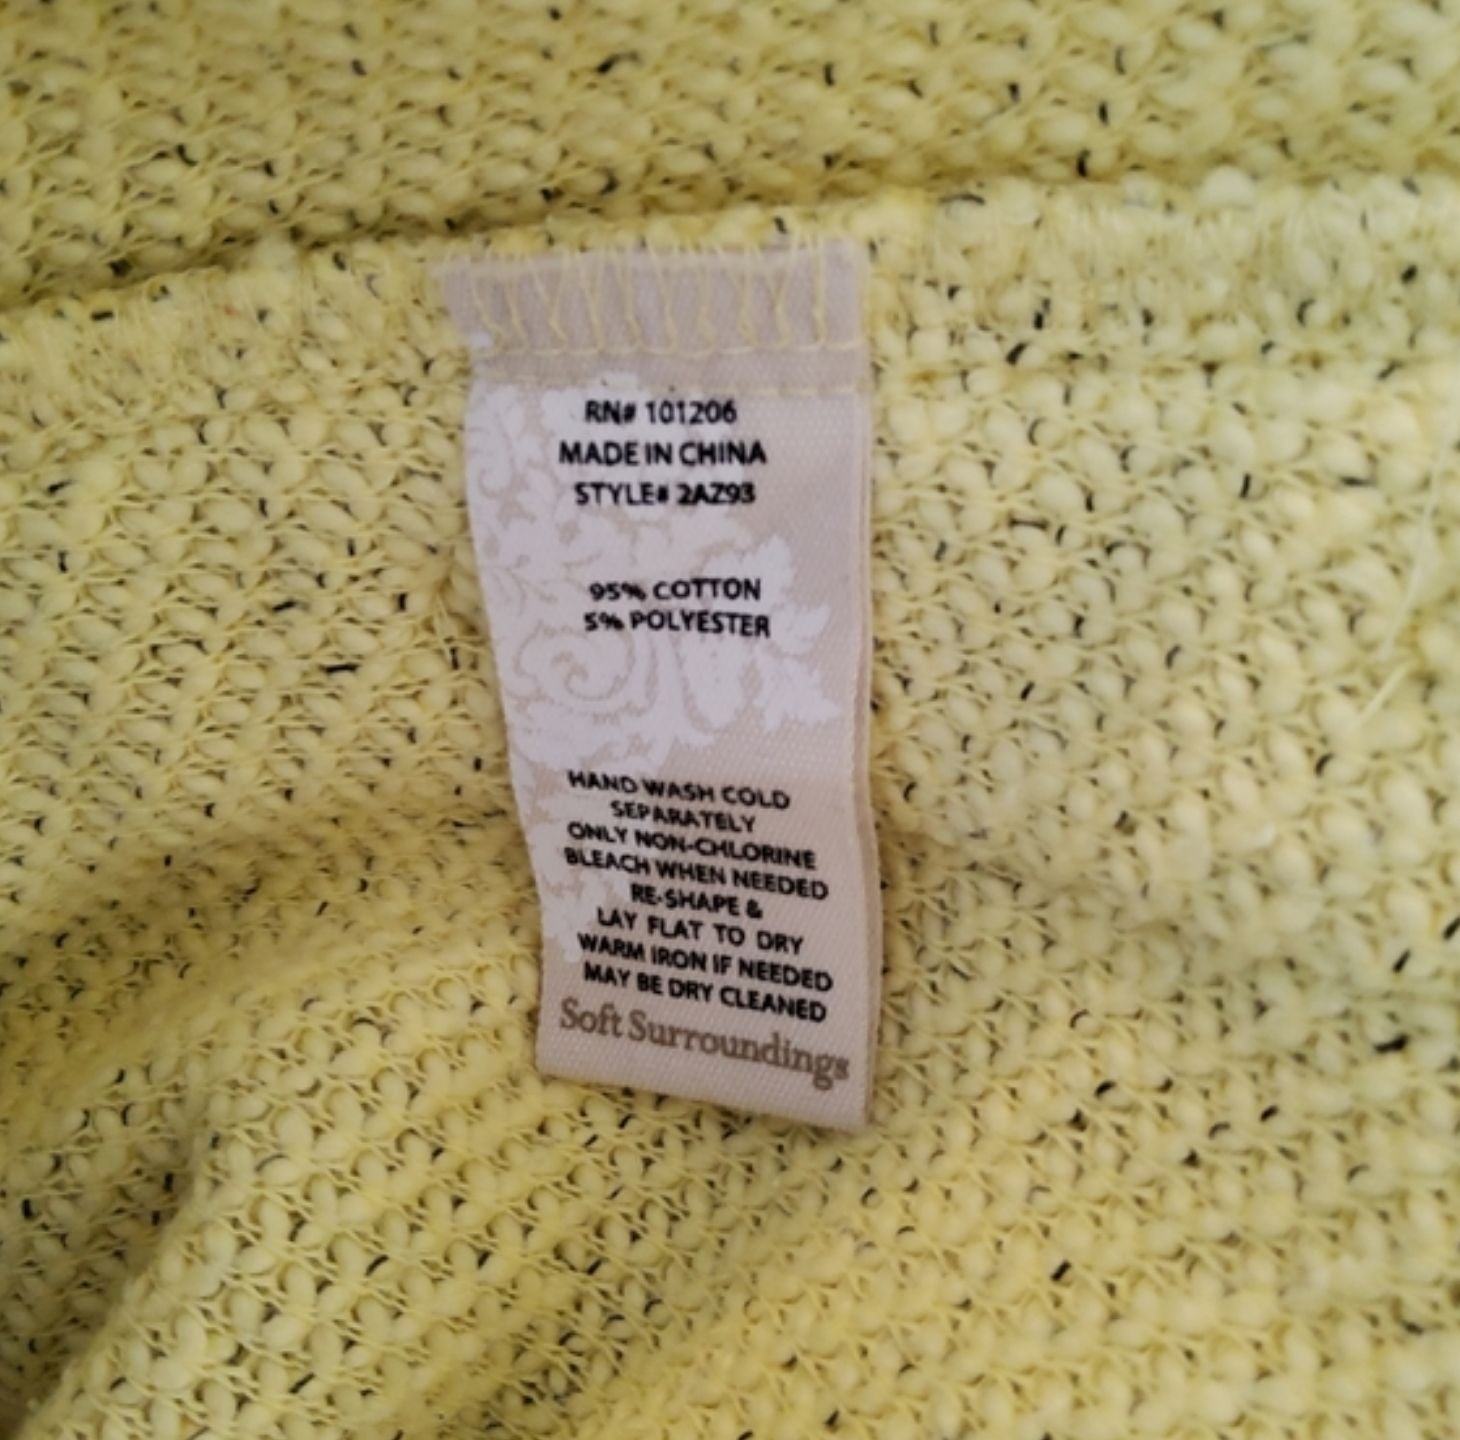 RN# 101206
MADE IN CHINA
STYLE# 2AZ93
95% COTTON
5% POLYESTER
HAND WASH COLD
SEPARATELY
ONLY NON-CHLORINE
BLEACH WHEN NEEDED
RE-SHAPE &
LAY FLAT TO DRY
WARM IRON IF NEEDED
MAY BE DRY CLEANED
Soft Surroundings